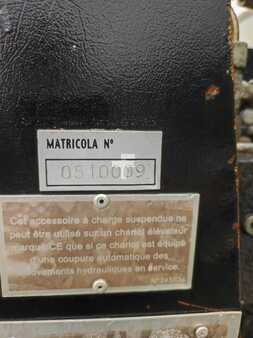 MATRICOLA N°
0510009
Cet accessoire à charge suspendue ne
peut être utilisé sur un chariot élévateur
marqué CE que si ce chariot est équipé
d'une coupure automatique des
mouvements hydrauliques en service.